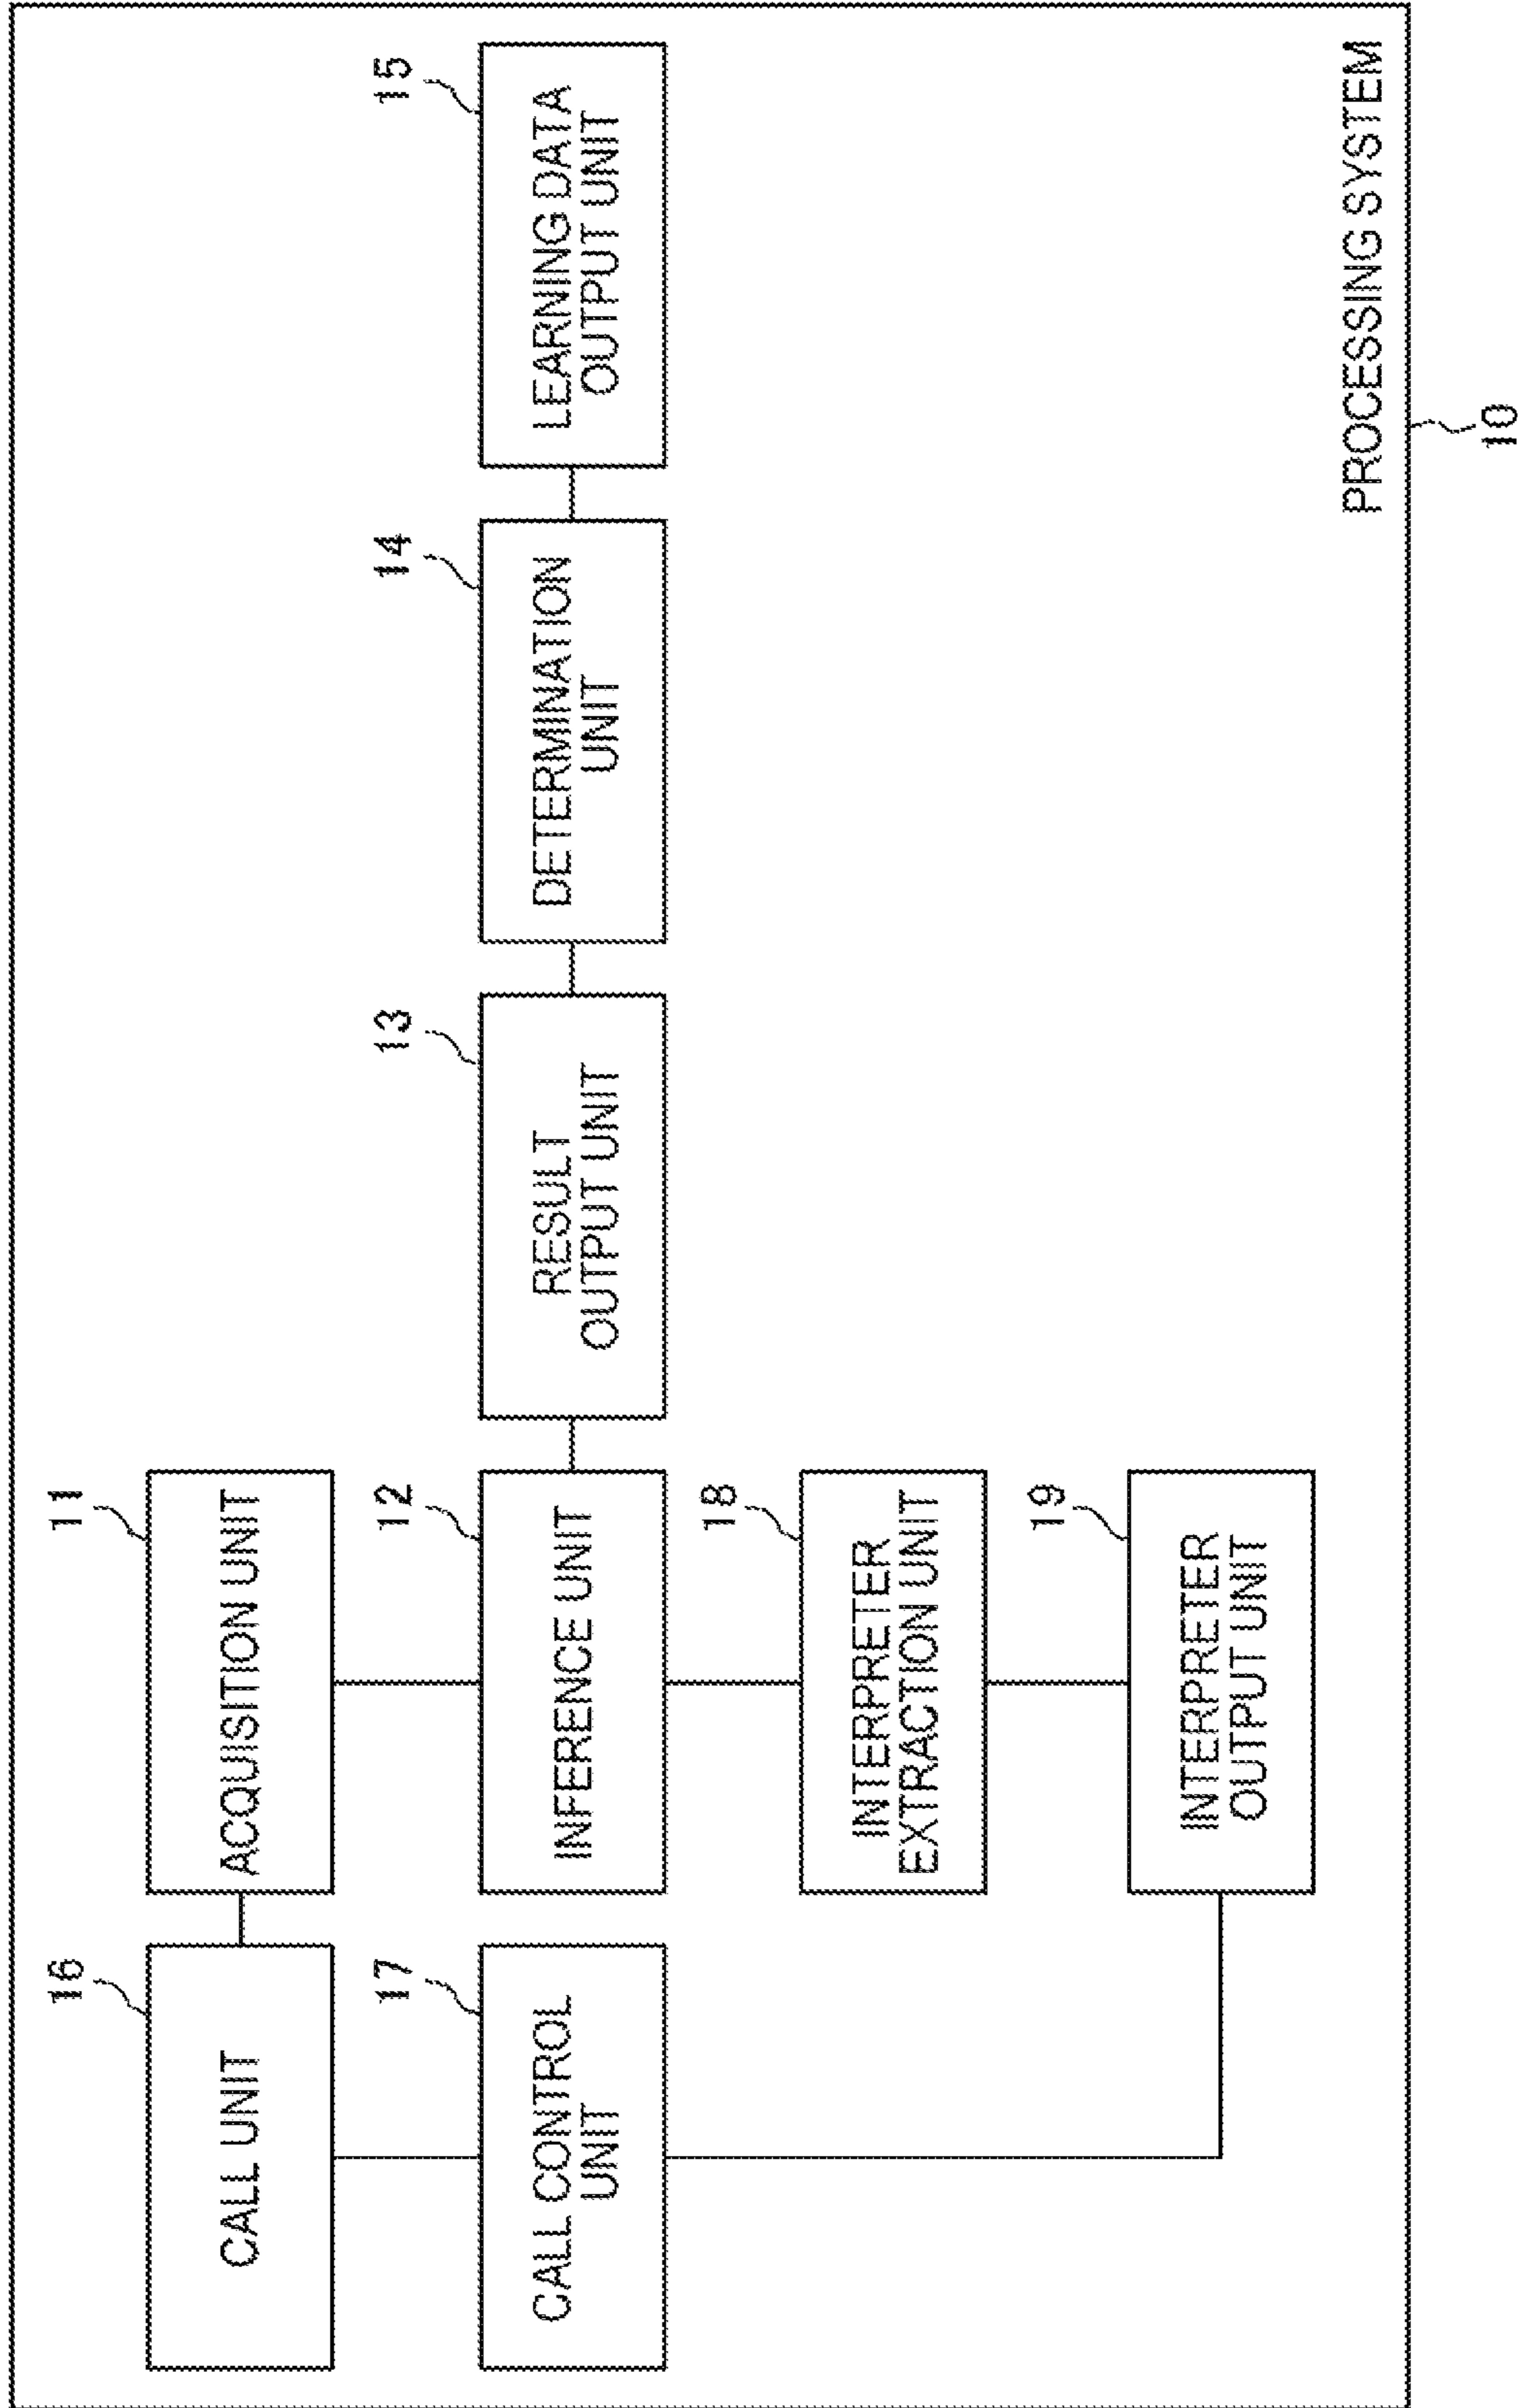 16
CALL UNIT
11
ACQUISITION UNIT
17
CALL CONTROL
UNIT
12
INFERENCE UNIT
13
RESULT
OUTPUT UNIT
14
DETERMINATION
UNIT
15
LEARNING DATA
OUTPUT UNIT
18
INTERPRETER
EXTRACTION UNIT
19
INTERPRETER
OUTPUT UNIT
PROCESSING SYSTEM
10